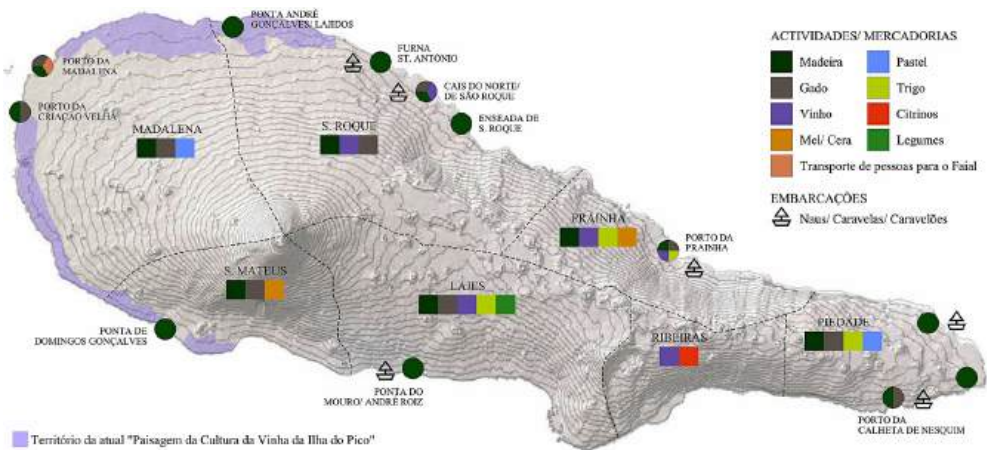 PONTA ANDRÉ
GONÇALVES/ LAJIDOS
PORTO DA
MADALENA
FURNA
ST. ANTÓNIO
CAIS DO NORTE/
DE SÃO ROQUE
PORTO DA
CRIAÇÃO VELHA
ENSEADA DE
S. ROQUE
MADALENA
S. ROQUE
PRAINHA
PORTO DA
PRAINHA
S. MATEUS
LAJES
PONTA DE
DOMINGOS GONÇALVES
RIBEIRAS
PIEDADE
PONTA DO
MOURO/ ANDRÉ ROIZ
PORTO DA
CALHETA DE NESQUIM
ACTIVIDADES/ MERCADORIAS
Madeira
Pastel
Gado
Trigo
Vinho
Citrinos
Mel/ Cera
Legumes
Transporte de pessoas para o Faial
EMBARCAÇÕES
Naus/ Caravelas/ Caravelões
Território da atual "Paisagem da Cultura da Vinha da Ilha do Pico"